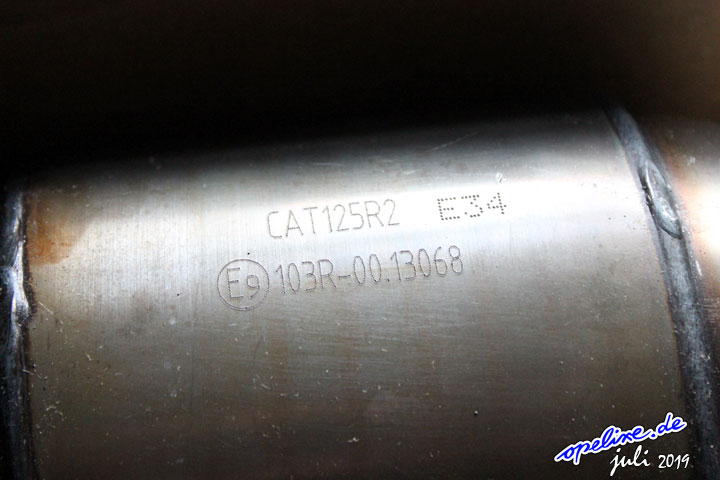 CAT125R2 E34
E9 103R-00.13068
opeline.de
juli 2019